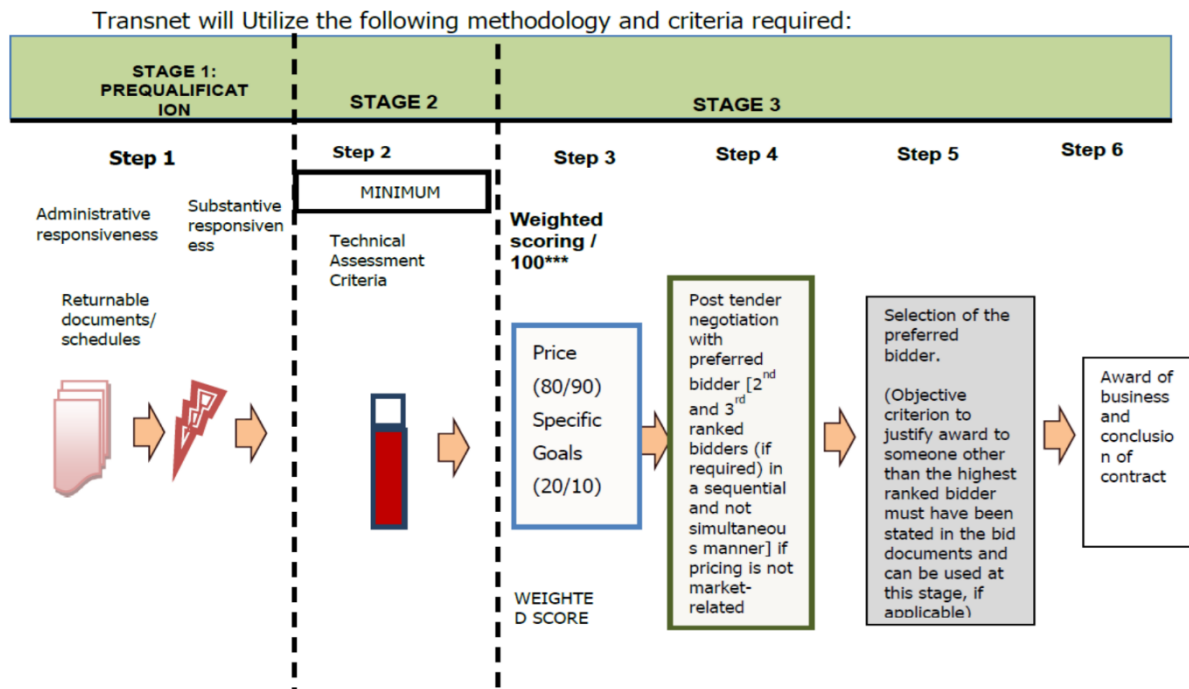 Transnet will Utilize the following methodology and criteria required:
STAGE 1:
PREQUALIFICAT
ION
STAGE 2
STAGE 3
Step 1
Step 2
Step 3
Step 4
Step 5
Step 6
MINIMUM
Administrative
responsiveness
Substantive
responsiven
ess
Returnable
documents/
schedules
Technical
Assessment
Criteria
Weighted
scoring /
100***
Price
(80/90)
Specific
Goals
(20/10)
WEIGHTE
D SCORE
Post tender
negotiation
with
preferred
bidder [2nd
and 3rd
ranked
bidders (if
required) in
a sequential
and not
simultaneou
s manner] if
pricing is not
market-
related
Selection of the
preferred
bidder.
(Objective
criterion to
justify award to
someone other
than the highest
ranked bidder
must have been
stated in the bid
documents and
can be used at
this stage, if
applicable)
Award of
business
and
conclusio
n of
contract